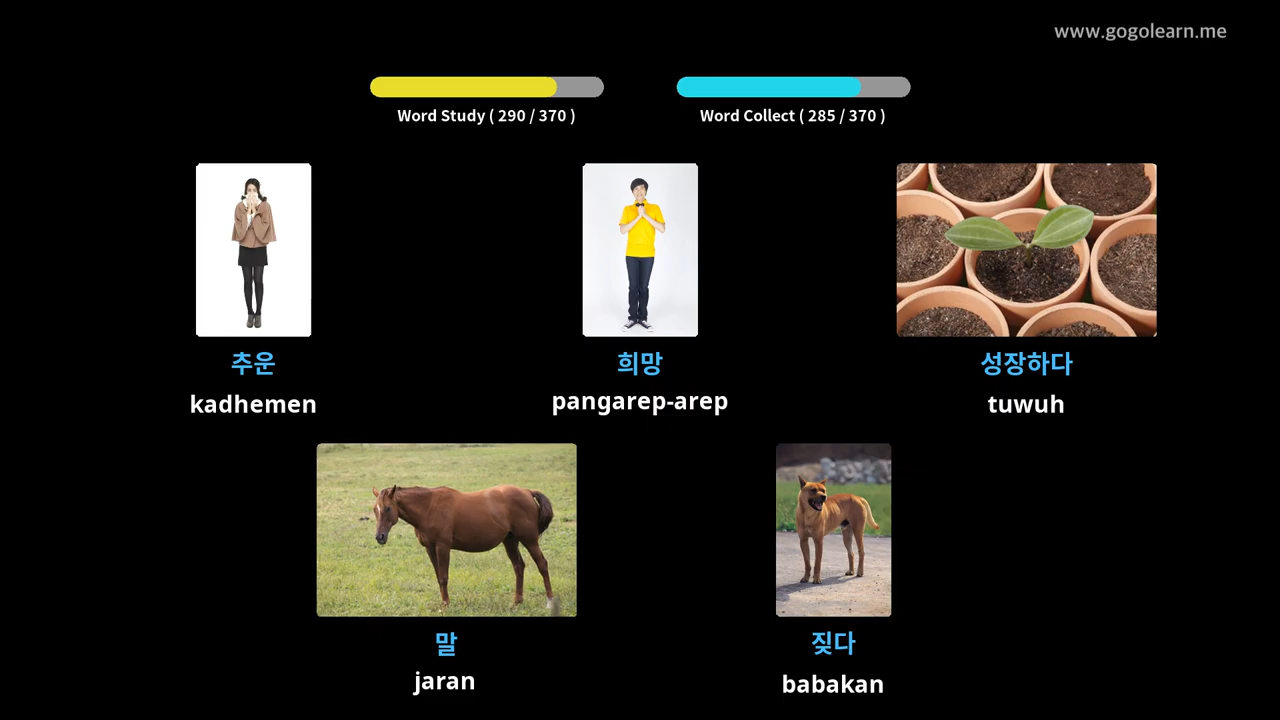 www.gogolearn.me
Word Study ( 290 / 370 )
Word Collect ( 285 / 370 )
추운
kadhemen
희망
pangarep-arep
성장하다
tuwuh
말
jaran
짖다
babakan